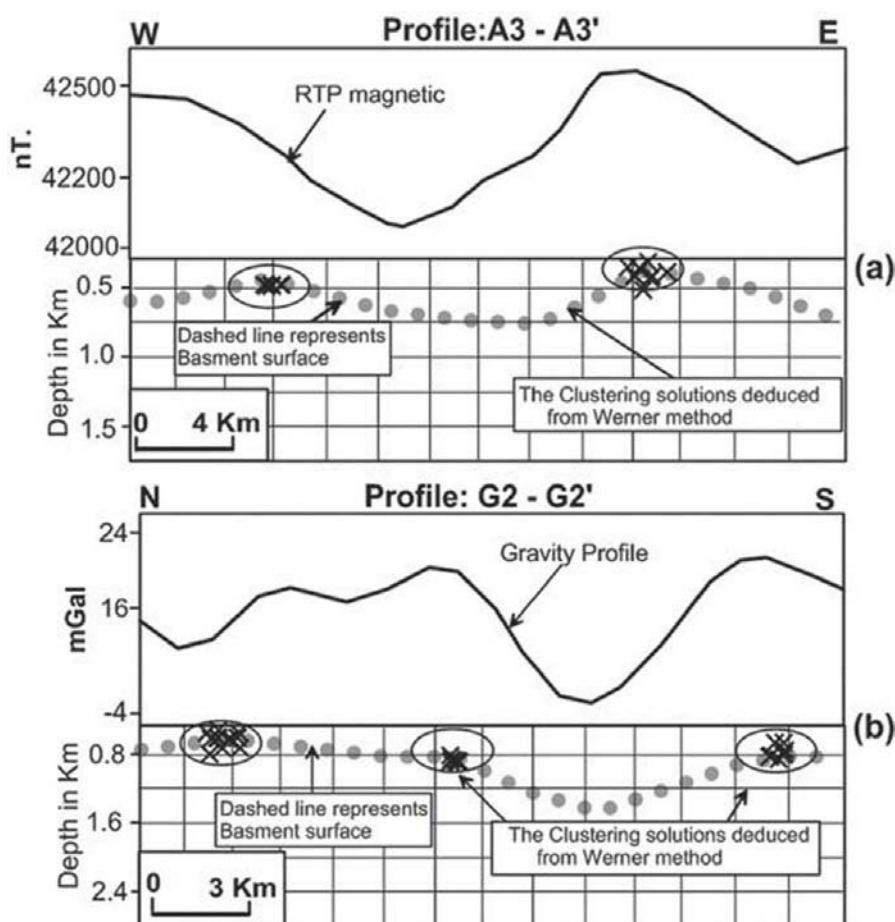 Profile:A3 - A3'
W
E
42500
RTP magnetic
nT.
42200
42000
(a)
0.5
Dashed line represents
Basment surface
Depth in Km
1.0
The Clustering solutions deduced
from Werner method
0 4 Km
1.5
N
Profile: G2 - G2'
S
24
Gravity Profile
mGal
16
-4
(b)
0.8
Depth in Km
Dashed line represents
Basment surface
1.6
The Clustering solutions deduced
from Werner method
0 3 Km
2.4